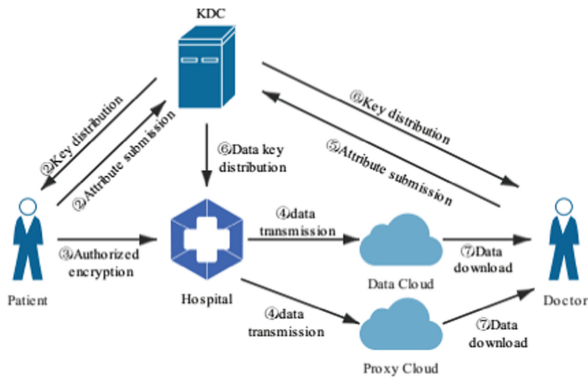 KDC
②Key distribution
②Attribute submission
⑥Data key
distribution
⑥Key distribution
⑤Attribute submission
③Authorized
encryption
④data
transmission
⑦Data
download
Patient
Hospital
Data Cloud
Doctor
④data
transmission
⑦Data
download
Proxy Cloud